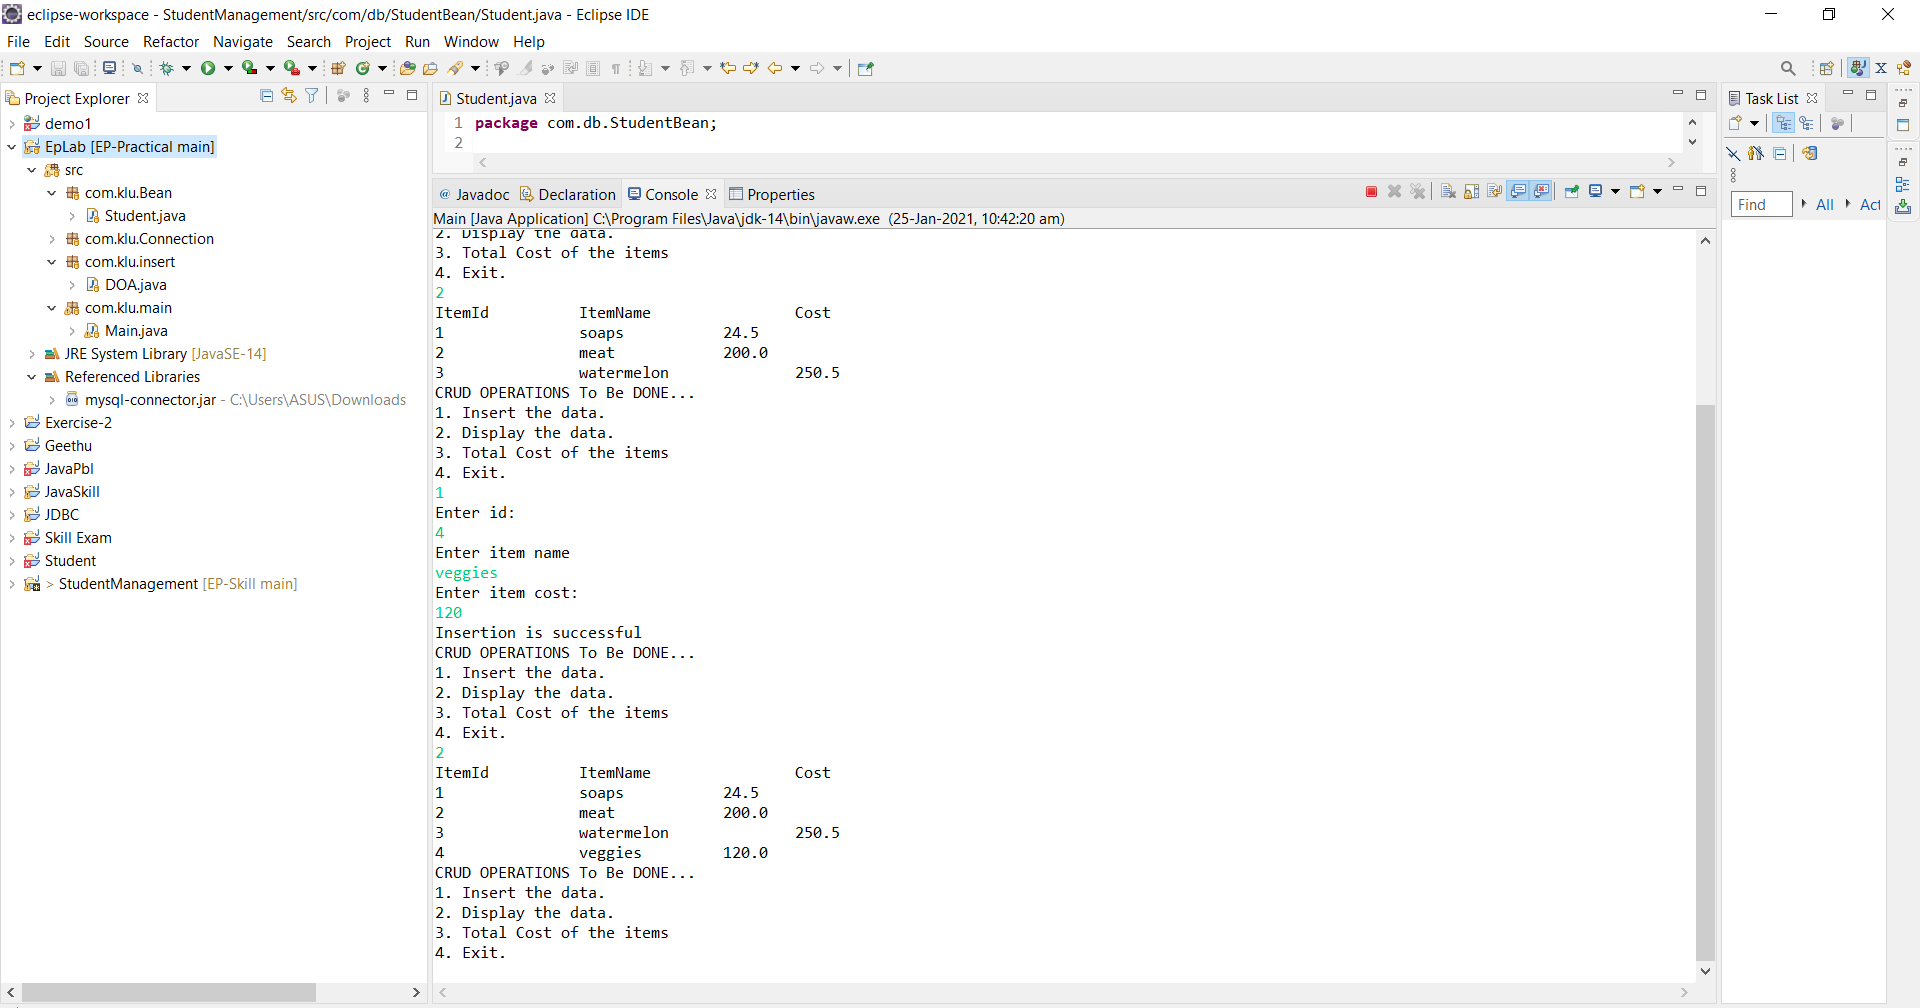 eclipse-workspace - StudentManagement/src/com/db/StudentBean/Student.java - Eclipse IDE
File Edit Source Refactor Navigate Search Project Run Window Help
Project Explorer
demo1
EpLab [EP-Practical main]
src
com.klu.Bean
Student.java
com.klu.Connection
com.klu.insert
DOA.java
com.klu.main
Main.java
JRE System Library [JavaSE-14]
Referenced Libraries
mysql-connector.jar - C:\Users\ASUS\Downloads
Exercise-2
Geethu
JavaPbl
JavaSkill
JDBC
Skill Exam
Student
> StudentManagement [EP-Skill main]
Student.java
1 package com.db.StudentBean;
2
@ Javadoc Declaration Console Properties
Main [Java Application] C:\Program Files\Java\jdk-14\bin\javaw.exe (25-Jan-2021, 10:42:20 am)
2. Display the data.
3. Total Cost of the items
4. Exit.
2
ItemId ItemName Cost
1 soaps 24.5
2 meat 200.0
3 watermelon 250.5
CRUD OPERATIONS To Be DONE...
1. Insert the data.
2. Display the data.
3. Total Cost of the items
4. Exit.
1
Enter id:
4
Enter item name
veggies
Enter item cost:
120
Insertion is successful
CRUD OPERATIONS To Be DONE...
1. Insert the data.
2. Display the data.
3. Total Cost of the items
4. Exit.
2
ItemId ItemName Cost
1 soaps 24.5
2 meat 200.0
3 watermelon 250.5
4 veggies 120.0
CRUD OPERATIONS To Be DONE...
1. Insert the data.
2. Display the data.
3. Total Cost of the items
4. Exit.
Task List
Find All Act